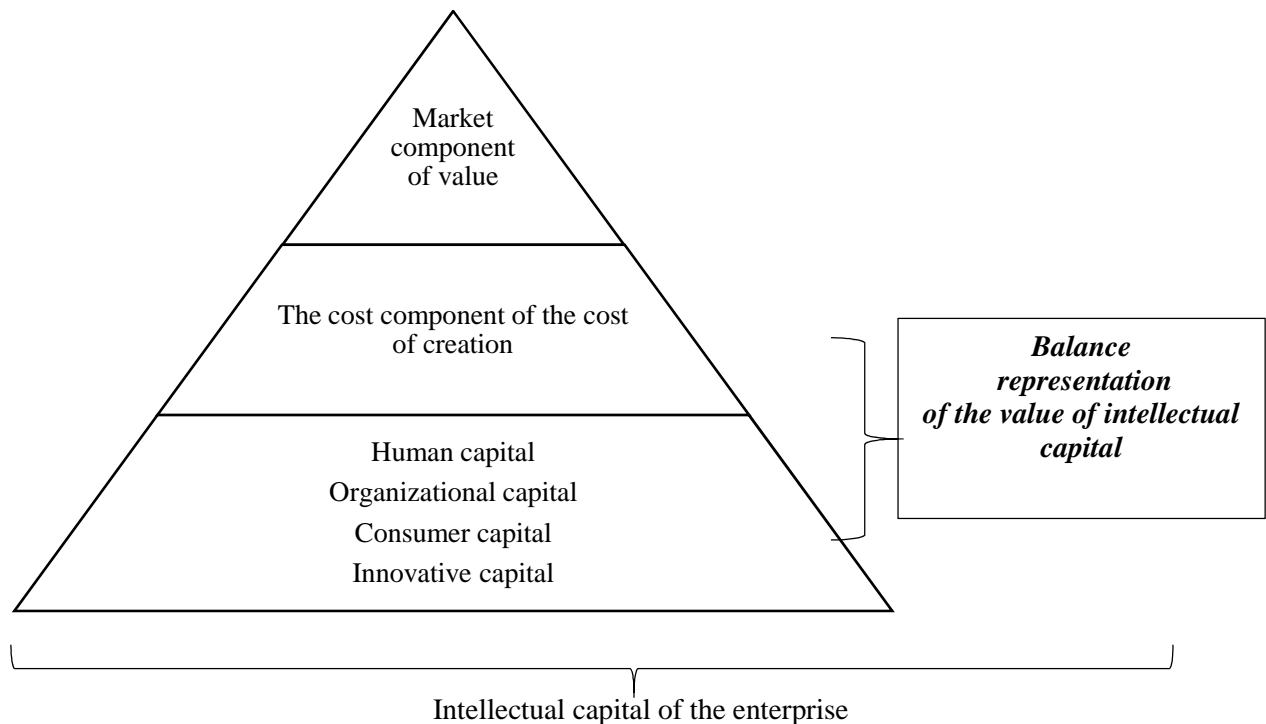 Market
component
of value
The cost component of the cost
of creation
Human capital
Organizational capital
Consumer capital
Innovative capital
Balance
representation
of the value of intellectual
capital
Intellectual capital of the enterprise